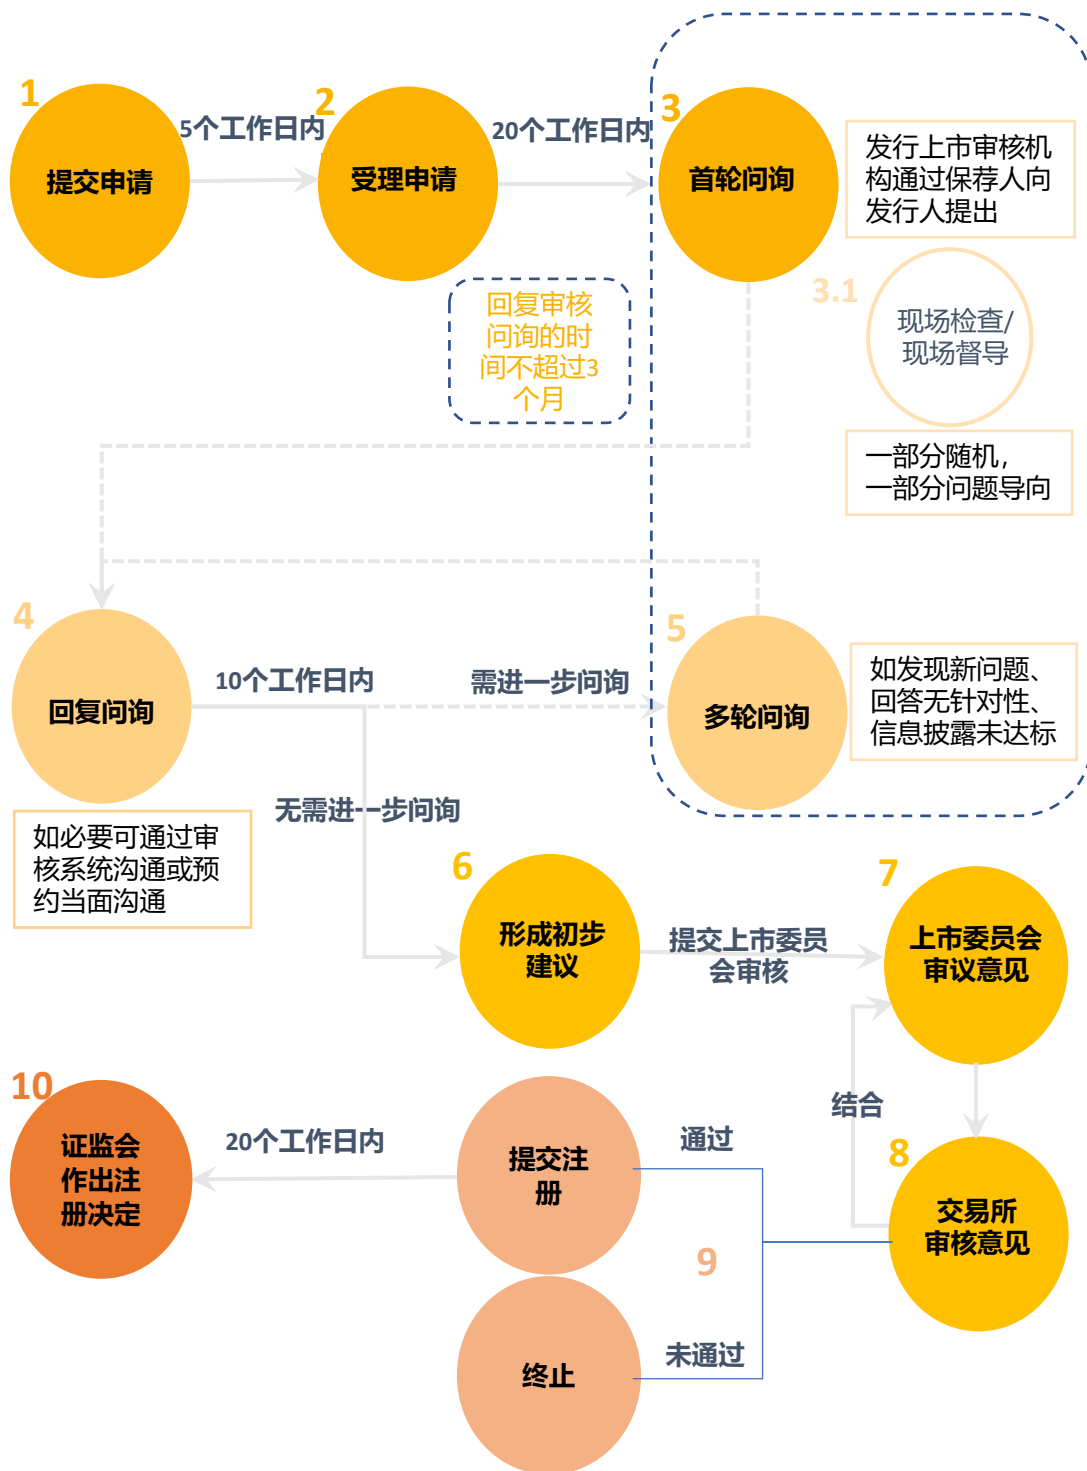 1
提交申请
5个工作日内
2
受理申请
20个工作日内
3
首轮问询
发行上市审核机
构通过保荐人向
发行人提出
3.1
现场检查/
现场督导
一部分随机，
一部分问题导向
回复审核
问询的时
间不超过3
个月
4
回复问询
10个工作日内
需进一步问询
5
多轮问询
如发现新问题、
回答无针对性、
信息披露未达标
如必要可通过审
核系统沟通或预
约当面沟通
无需进一步问询
6
形成初步
建议
提交上市委员
会审核
7
上市委员会
审议意见
结合
8
交易所
审核意见
通过
9
未通过
提交注
册
终止
20个工作日内
10
证监会
作出注
册决定